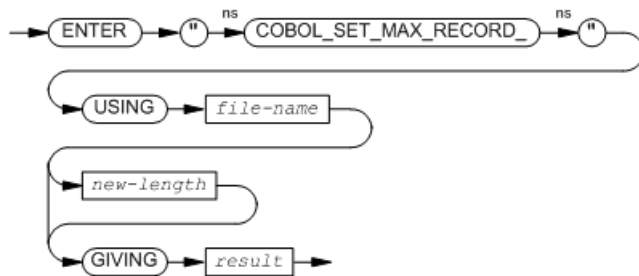 ns ns
ENTER " COBOL_SET_MAX_RECORD_ "
USING file-name
new-length
GIVING result